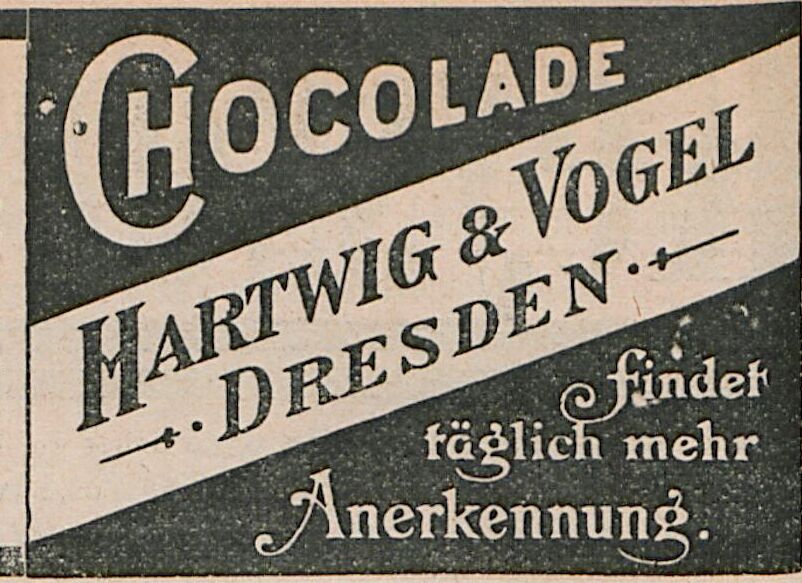 CHOCOLADE
HARTWIG & VOGEL
DRESDEN
findet
täglich mehr
Anerkennung.